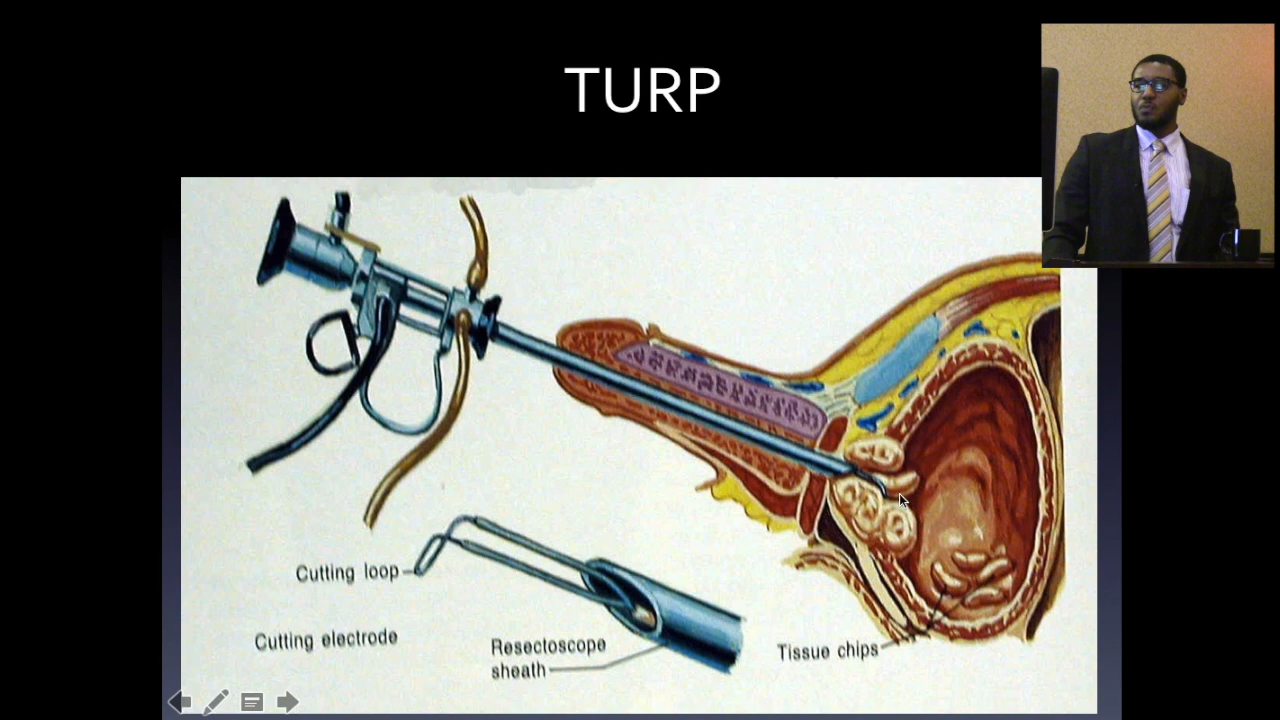 TURP
Cutting loop
Cutting electrode
Resectoscope
sheath
Tissue chips